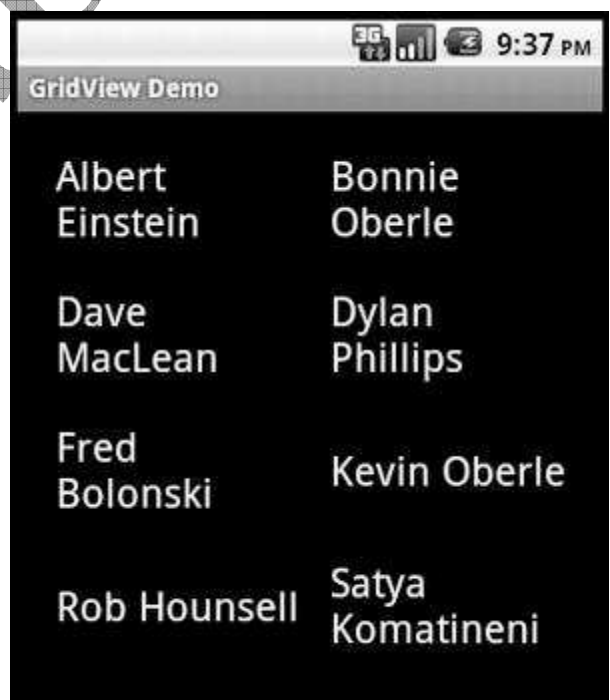 3G 9:37 PM
GridView Demo
Albert
Einstein
Bonnie
Oberle
Dave
MacLean
Dylan
Phillips
Fred
Bolonski
Kevin Oberle
Rob Hounsell
Satya
Komatineni